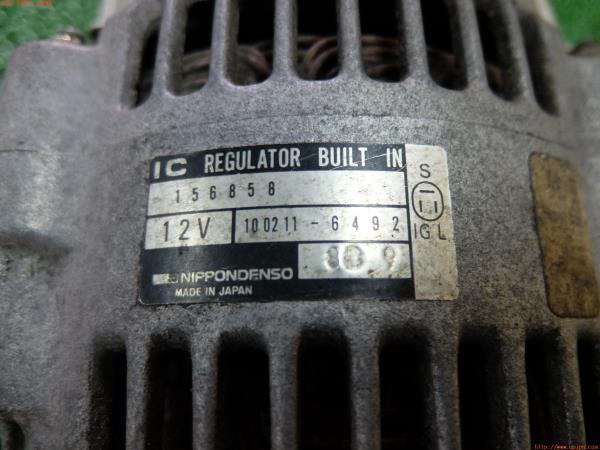 IC REGULATOR BUILT IN
156858
12V 100211-6492
NIPPONDENSO
MADE IN JAPAN
S
IG L